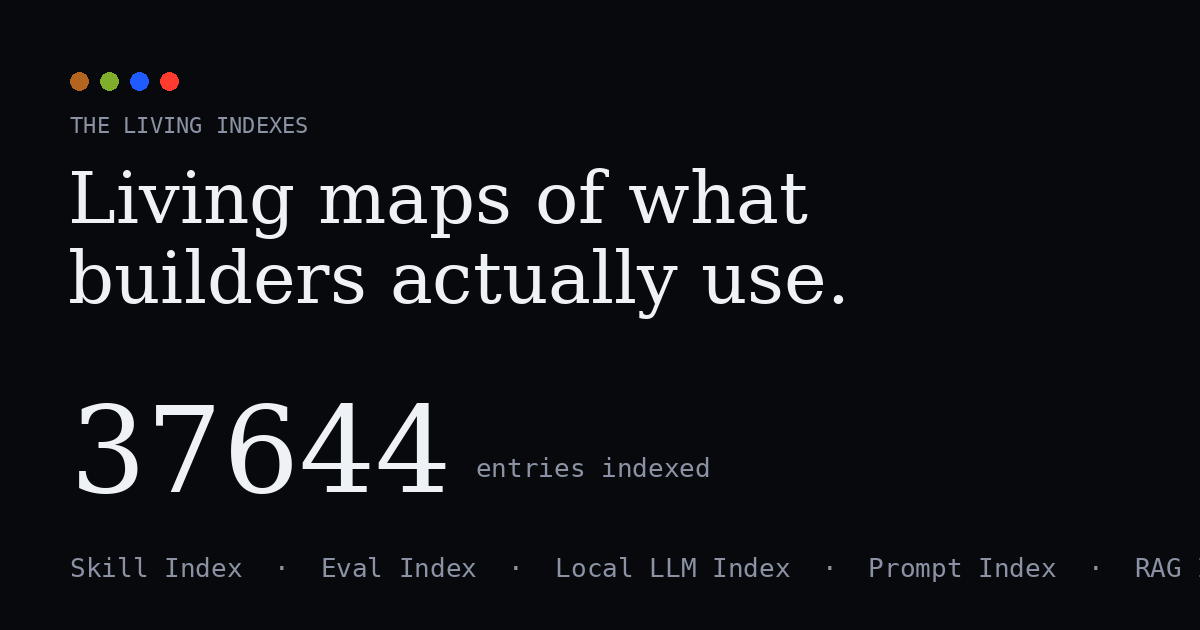 THE LIVING INDEXES
Living maps of what
builders actually use.
37644 entries indexed
Skill Index · Eval Index · Local LLM Index · Prompt Index · RAG